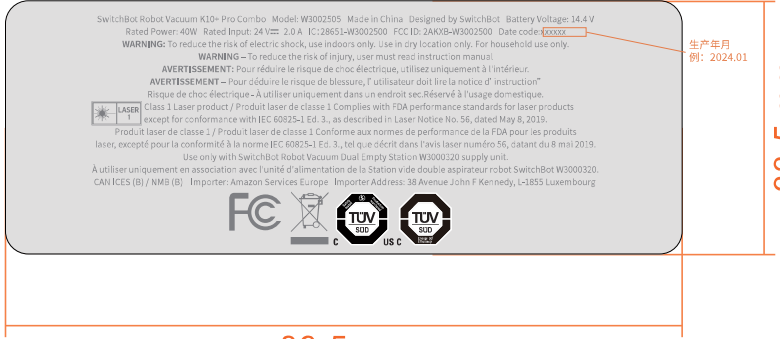 SwitchBot Robot Vacuum K10+ Pro Combo Model: W3002505 Made in China Designed by SwitchBot Battery Voltage: 14.4 V
Rated Power: 40W Rated Input: 24 V⎓ 2.0 A IC:28651-W3002500 FCC ID: 2AKXB-W3002500 Date code:xxxxxx
生产年月
例：2024.01
WARNING: To reduce the risk of electric shock, use indoors only. Use in dry location only. For household use only.
WARNING – To reduce the risk of injury, user must read instruction manual
AVERTISSEMENT: Pour réduire le risque de choc électrique, utilisez uniquement à l'intérieur.
AVERTISSEMENT – Pour déduire le risque de blessure, l' utilisateur doit lire la notice d' instruction"
Risque de choc électrique - À utiliser uniquement dans un endroit sec.Réservé à l'usage domestique.
LASER 1
Class 1 Laser product / Produit laser de classe 1 Complies with FDA performance standards for laser products
except for conformance with IEC 60825-1 Ed. 3., as described in Laser Notice No. 56, dated May 8, 2019.
Produit laser de classe 1 / Produit laser de classe 1 Conforme aux normes de performance de la FDA pour les produits
laser, excepté pour la conformité à la norme IEC 60825-1 Ed. 3., tel que décrit dans l'avis laser numéro 56, datant du 8 mai 2019.
Use only with SwitchBot Robot Vacuum Dual Empty Station W3000320 supply unit.
À utiliser uniquement en association avec l'unité d'alimentation de la Station vide double aspirateur robot SwitchBot W3000320.
CAN ICES (B) / NMB (B) Importer: Amazon Services Europe Importer Address: 38 Avenue John F Kennedy, L-1855 Luxembourg
FC
TÜV SÜD
C US
TÜV SÜD
C